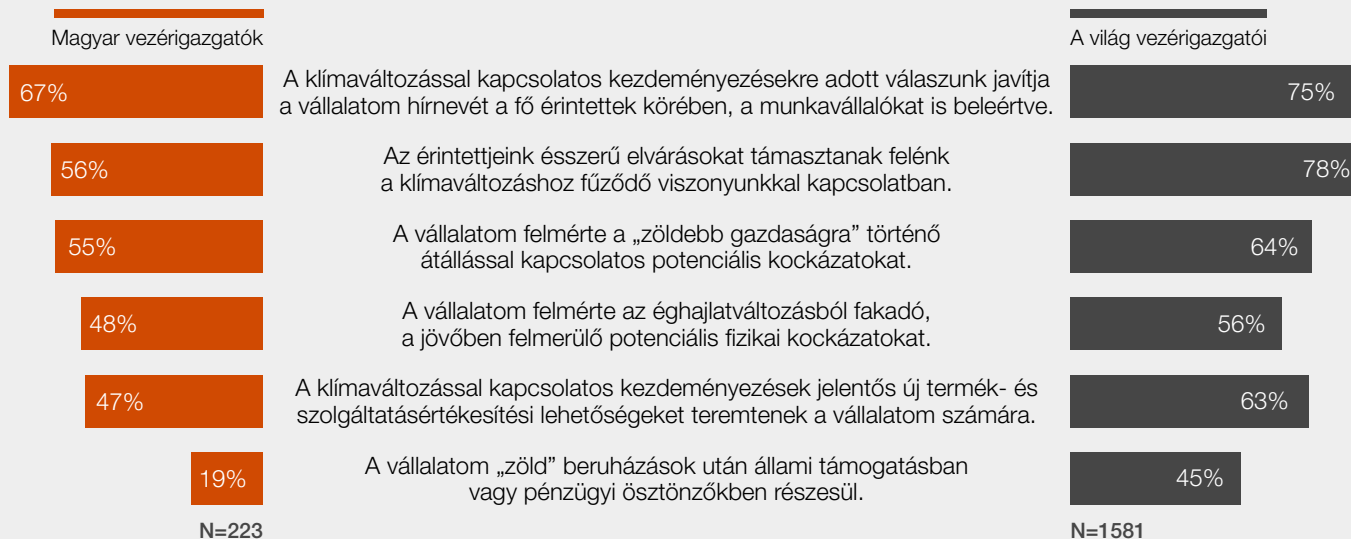 Magyar vezérigazgatók
A világ vezérigazgatói
67%
A klímaváltozással kapcsolatos kezdeményezésekre adott válaszunk javítja
a vállalatom hírnevét a fő érintettek körében, a munkavállalókat is beleértve.
75%
56%
Az érintettjeink ésszerű elvárásokat támasztanak felénk
a klímaváltozáshoz fűződő viszonyunkkal kapcsolatban.
78%
55%
A vállalatom felmérte a „zöldebb gazdaságra” történő
átállással kapcsolatos potenciális kockázatokat.
64%
48%
A vállalatom felmérte az éghajlatváltozásból fakadó,
a jövőben felmerülő potenciális fizikai kockázatokat.
56%
47%
A klímaváltozással kapcsolatos kezdeményezések jelentős új termék- és
szolgáltatásértékesítési lehetőségeket teremtenek a vállalatom számára.
63%
19%
A vállalatom „zöld” beruházások után állami támogatásban
vagy pénzügyi ösztönzőkben részesül.
45%
N=223
N=1581